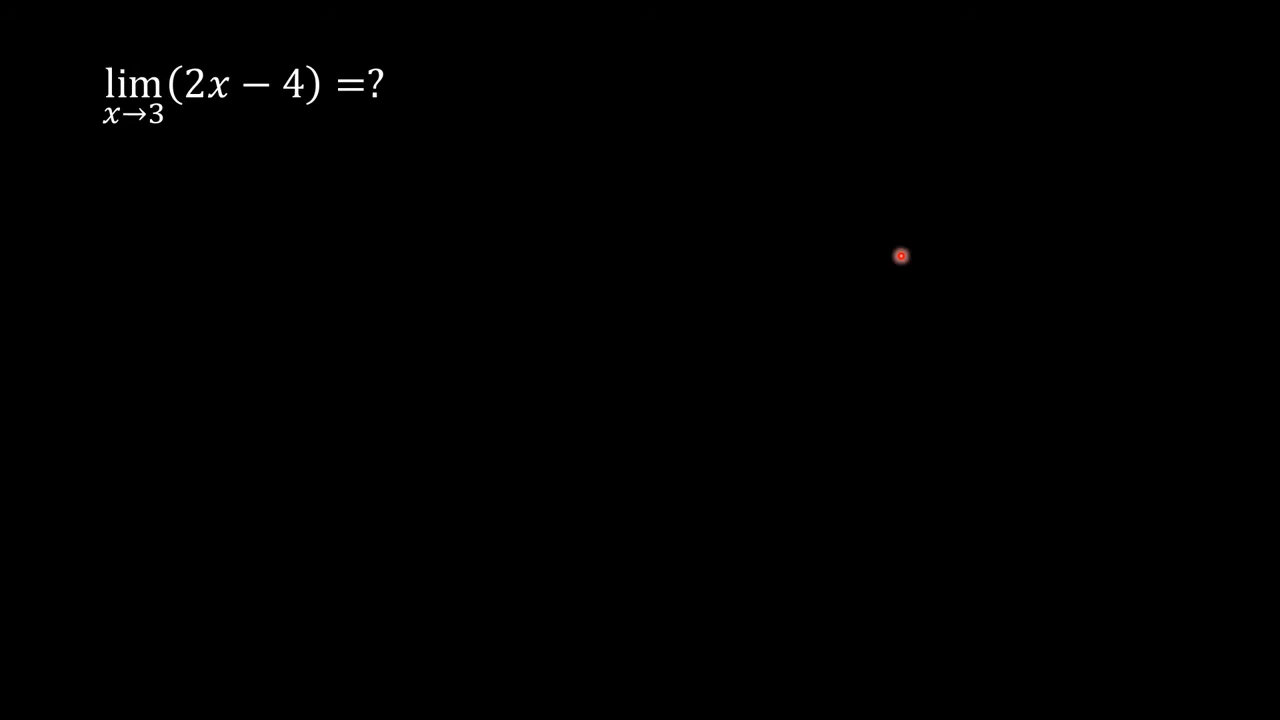 lim(2x − 4) =?
x→3